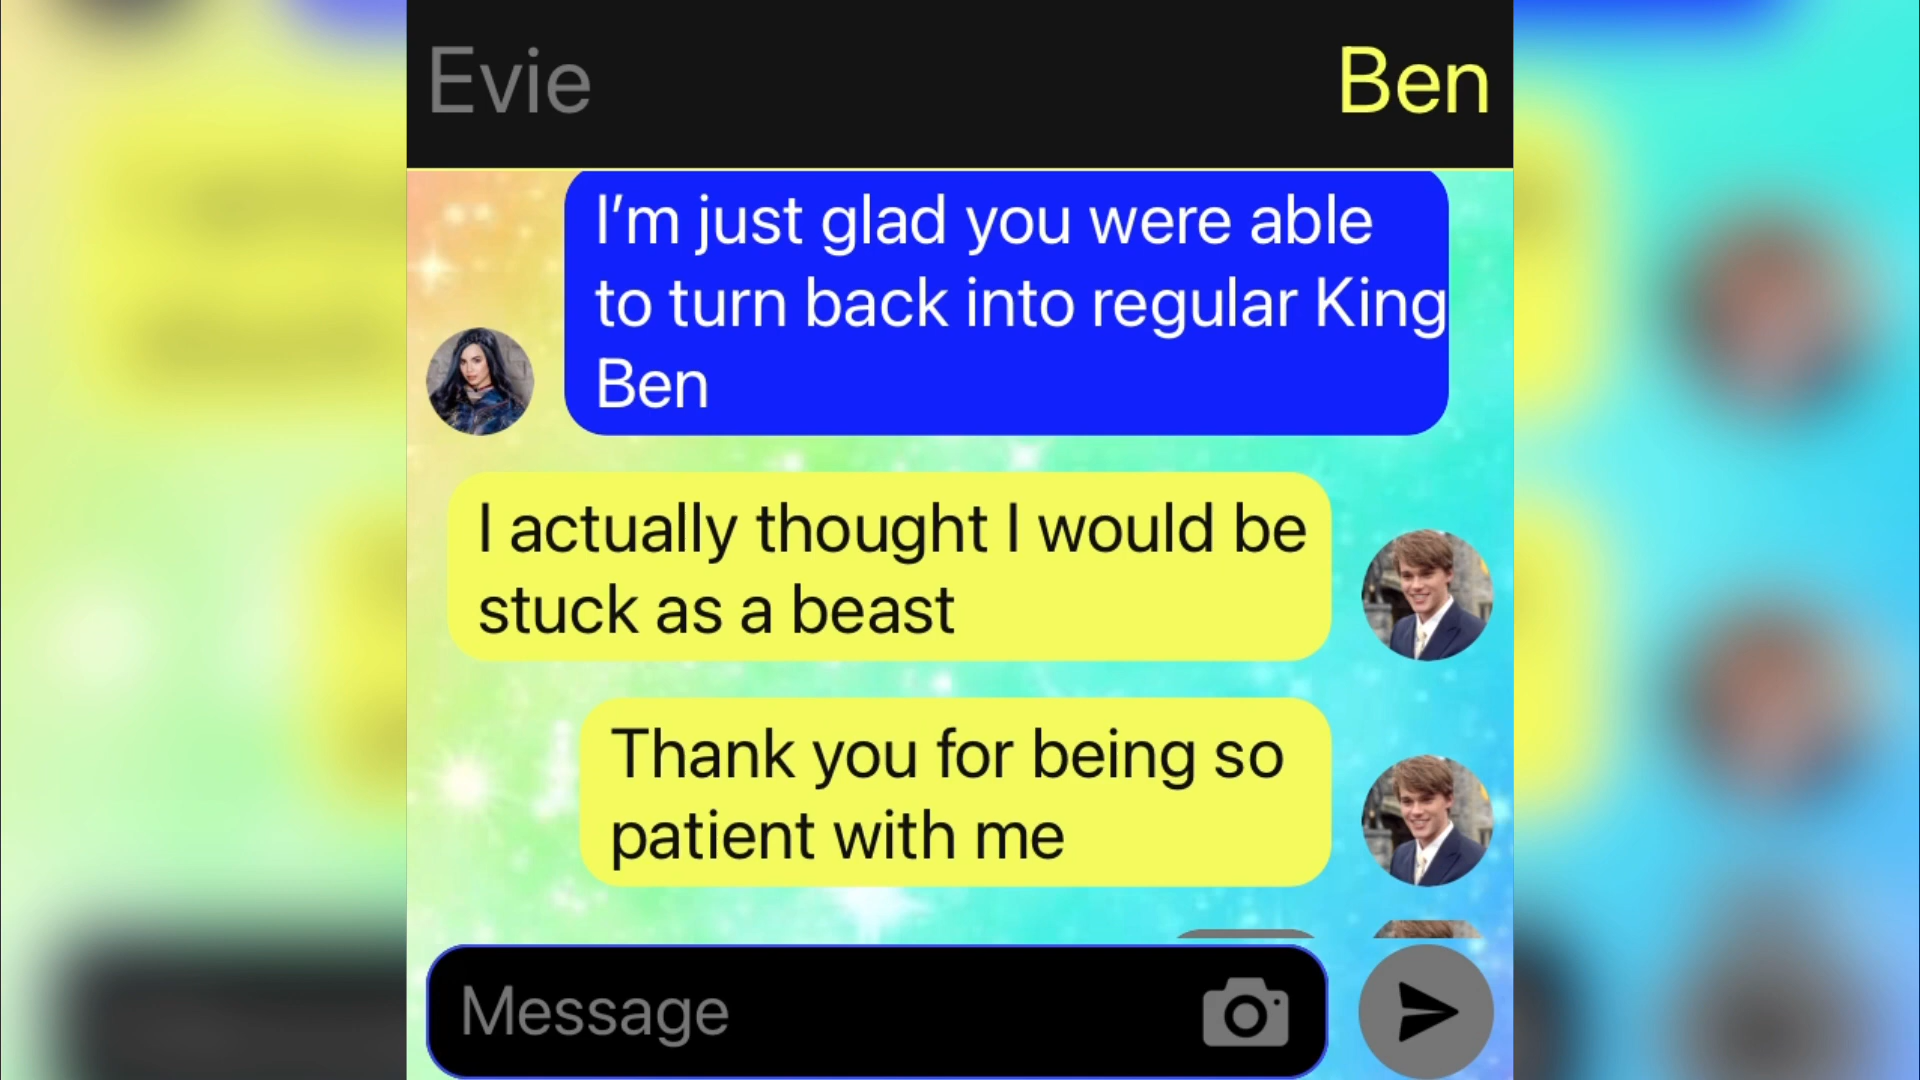 Evie
Ben
I’m just glad you were able
to turn back into regular King
Ben
I actually thought I would be
stuck as a beast
Thank you for being so
patient with me
Message